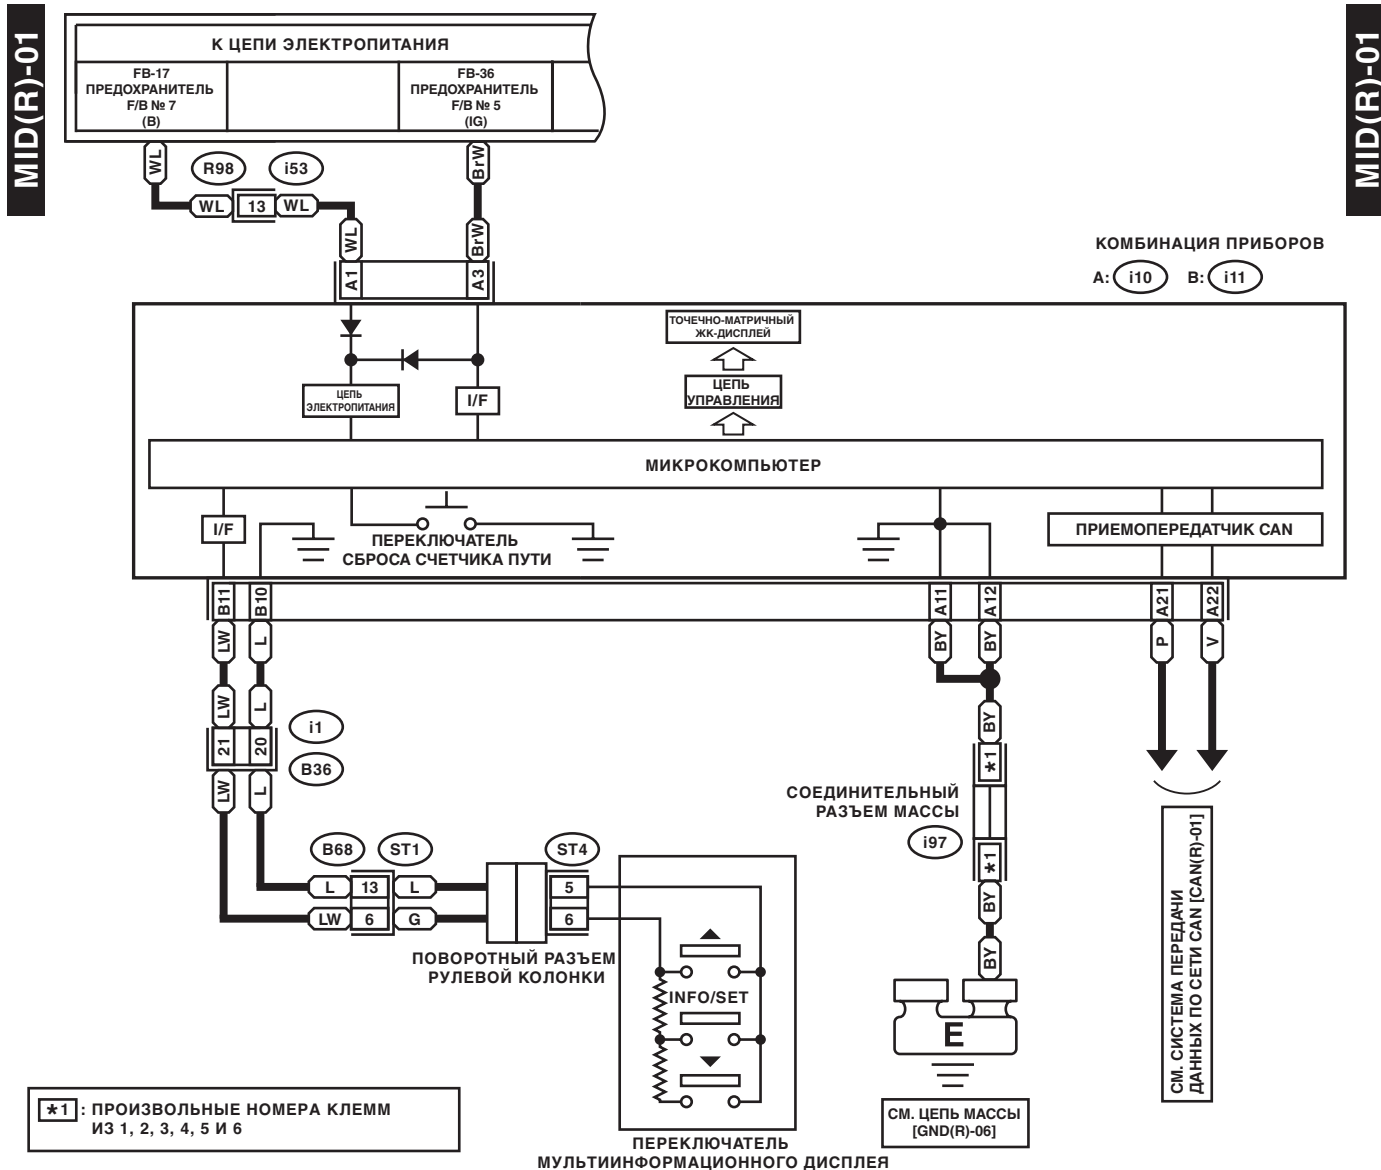 MID(R)-01
MID(R)-01
К ЦЕПИ ЭЛЕКТРОПИТАНИЯ
FB-17
ПРЕДОХРАНИТЕЛЬ
F/B № 7
(B)
FB-36
ПРЕДОХРАНИТЕЛЬ
F/B № 5
(IG)
WL
BrW
R98
i53
WL
13
WL
WL
BrW
A1
A3
КОМБИНАЦИЯ ПРИБОРОВ
A: i10 B: i11
ТОЧЕЧНО-МАТРИЧНЫЙ
ЖК-ДИСПЛЕЙ
ЦЕПЬ
УПРАВЛЕНИЯ
ЦЕПЬ
ЭЛЕКТРОПИТАНИЯ
I/F
МИКРОКОМПЬЮТЕР
I/F
ПЕРЕКЛЮЧАТЕЛЬ
СБРОСА СЧЕТЧИКА ПУТИ
ПРИЕМОПЕРЕДАТЧИК CAN
B11
B10
A11
A12
A21
A22
LW
L
BY
BY
P
V
LW
L
BY
21
20
i1
B36
*1
LW
L
СОЕДИНИТЕЛЬНЫЙ
РАЗЪЕМ МАССЫ
i97
*1
B68
ST1
ST4
L
13
L
5
LW
6
G
6
BY
BY
ПОВОРОТНЫЙ РАЗЪЕМ
РУЛЕВОЙ КОЛОНКИ
INFO/SET
E
СМ. СИСТЕМА ПЕРЕДАЧИ
ДАННЫХ ПО СЕТИ CAN [CAN(R)-01]
*1 : ПРОИЗВОЛЬНЫЕ НОМЕРА КЛЕММ
ИЗ 1, 2, 3, 4, 5 И 6
СМ. ЦЕПЬ МАССЫ
[GND(R)-06]
ПЕРЕКЛЮЧАТЕЛЬ
МУЛЬТИИНФОРМАЦИОННОГО ДИСПЛЕЯ